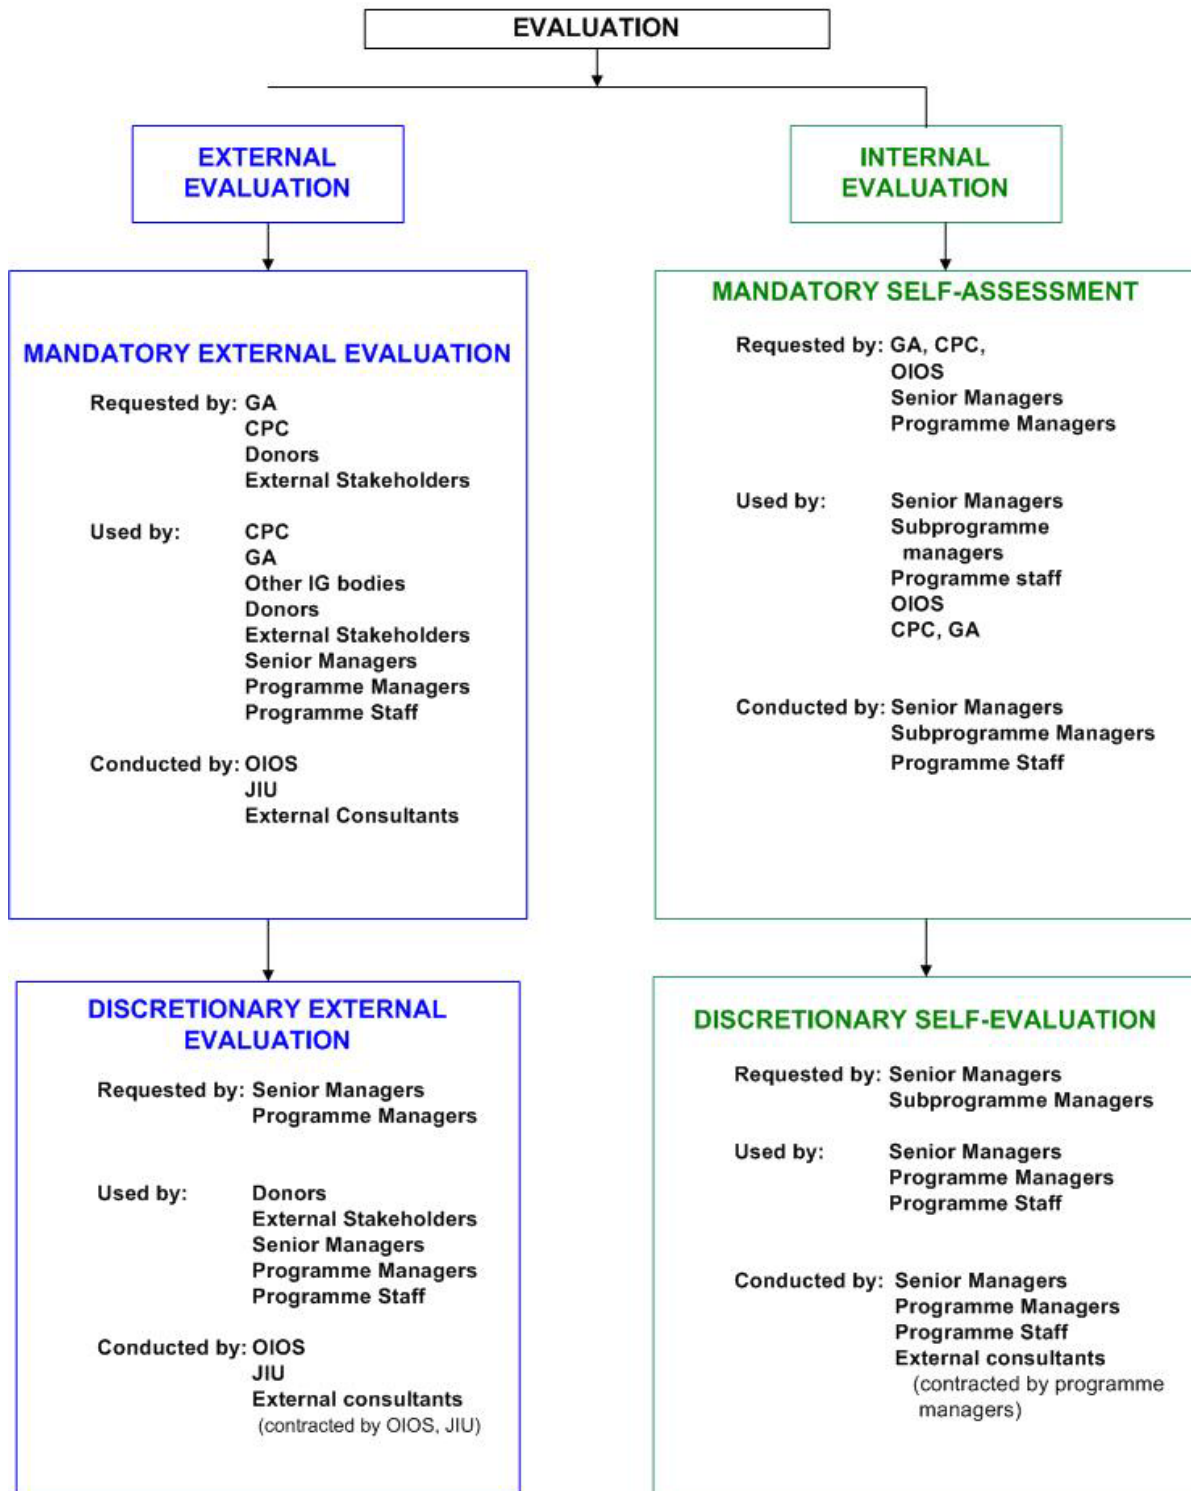 EVALUATION
EXTERNAL
EVALUATION
MANDATORY EXTERNAL EVALUATION
Requested by: GA
CPC
Donors
External Stakeholders
Used by: CPC
GA
Other IG bodies
Donors
External Stakeholders
Senior Managers
Programme Managers
Programme Staff
Conducted by: OIOS
JIU
External Consultants
DISCRETIONARY EXTERNAL
EVALUATION
Requested by: Senior Managers
Programme Managers
Used by: Donors
External Stakeholders
Senior Managers
Programme Managers
Programme Staff
Conducted by: OIOS
JIU
External consultants
(contracted by OIOS, JIU)
INTERNAL
EVALUATION
MANDATORY SELF-ASSESSMENT
Requested by: GA, CPC,
OIOS
Senior Managers
Programme Managers
Used by: Senior Managers
Subprogramme
managers
Programme staff
OIOS
CPC, GA
Conducted by: Senior Managers
Subprogramme Managers
Programme Staff
DISCRETIONARY SELF-EVALUATION
Requested by: Senior Managers
Subprogramme Managers
Used by: Senior Managers
Programme Managers
Programme Staff
Conducted by: Senior Managers
Programme Managers
Programme Staff
External consultants
(contracted by programme
managers)